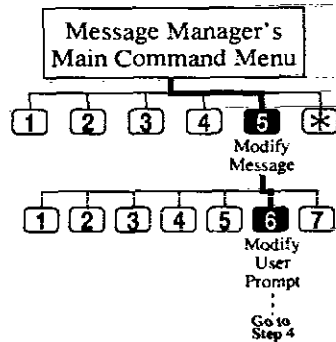 Message Manager's
Main Command Menu
1 2 3 4 5 *
Modify
Message
1 2 3 4 5 6 7
Modify
User
Prompt
Go to
Step 4